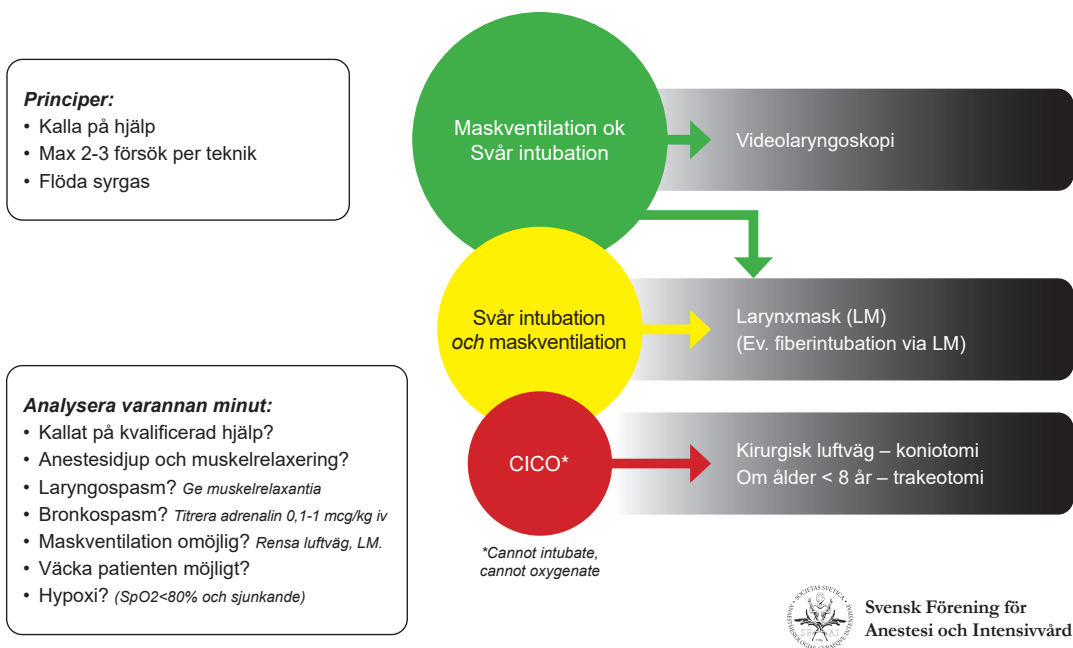 Principer:
• Kalla på hjälp
• Max 2-3 försök per teknik
• Flöda syrgas
Maskventilation ok
Svår intubation
Videolaryngoskopi
Svår intubation
och maskventilation
Larynxmask (LM)
(Ev. fiberintubation via LM)
Analysera varannan minut:
• Kallat på kvalificerad hjälp?
• Anestesidjup och muskelrelaxering?
• Laryngospasm? Ge muskelrelaxantia
• Bronkospasm? Titrera adrenalin 0,1-1 mcg/kg iv
• Maskventilation omöjlig? Rensa luftväg, LM.
• Väcka patienten möjligt?
• Hypoxi? (SpO2<80% och sjunkande)
CICO*
Kirurgisk luftväg – koniotomi
Om ålder < 8 år – trakeotomi
*Cannot intubate,
cannot oxygenate
SOCIETAS SVETICA
SFAI
Svensk Förening för
Anestesi och Intensivvård